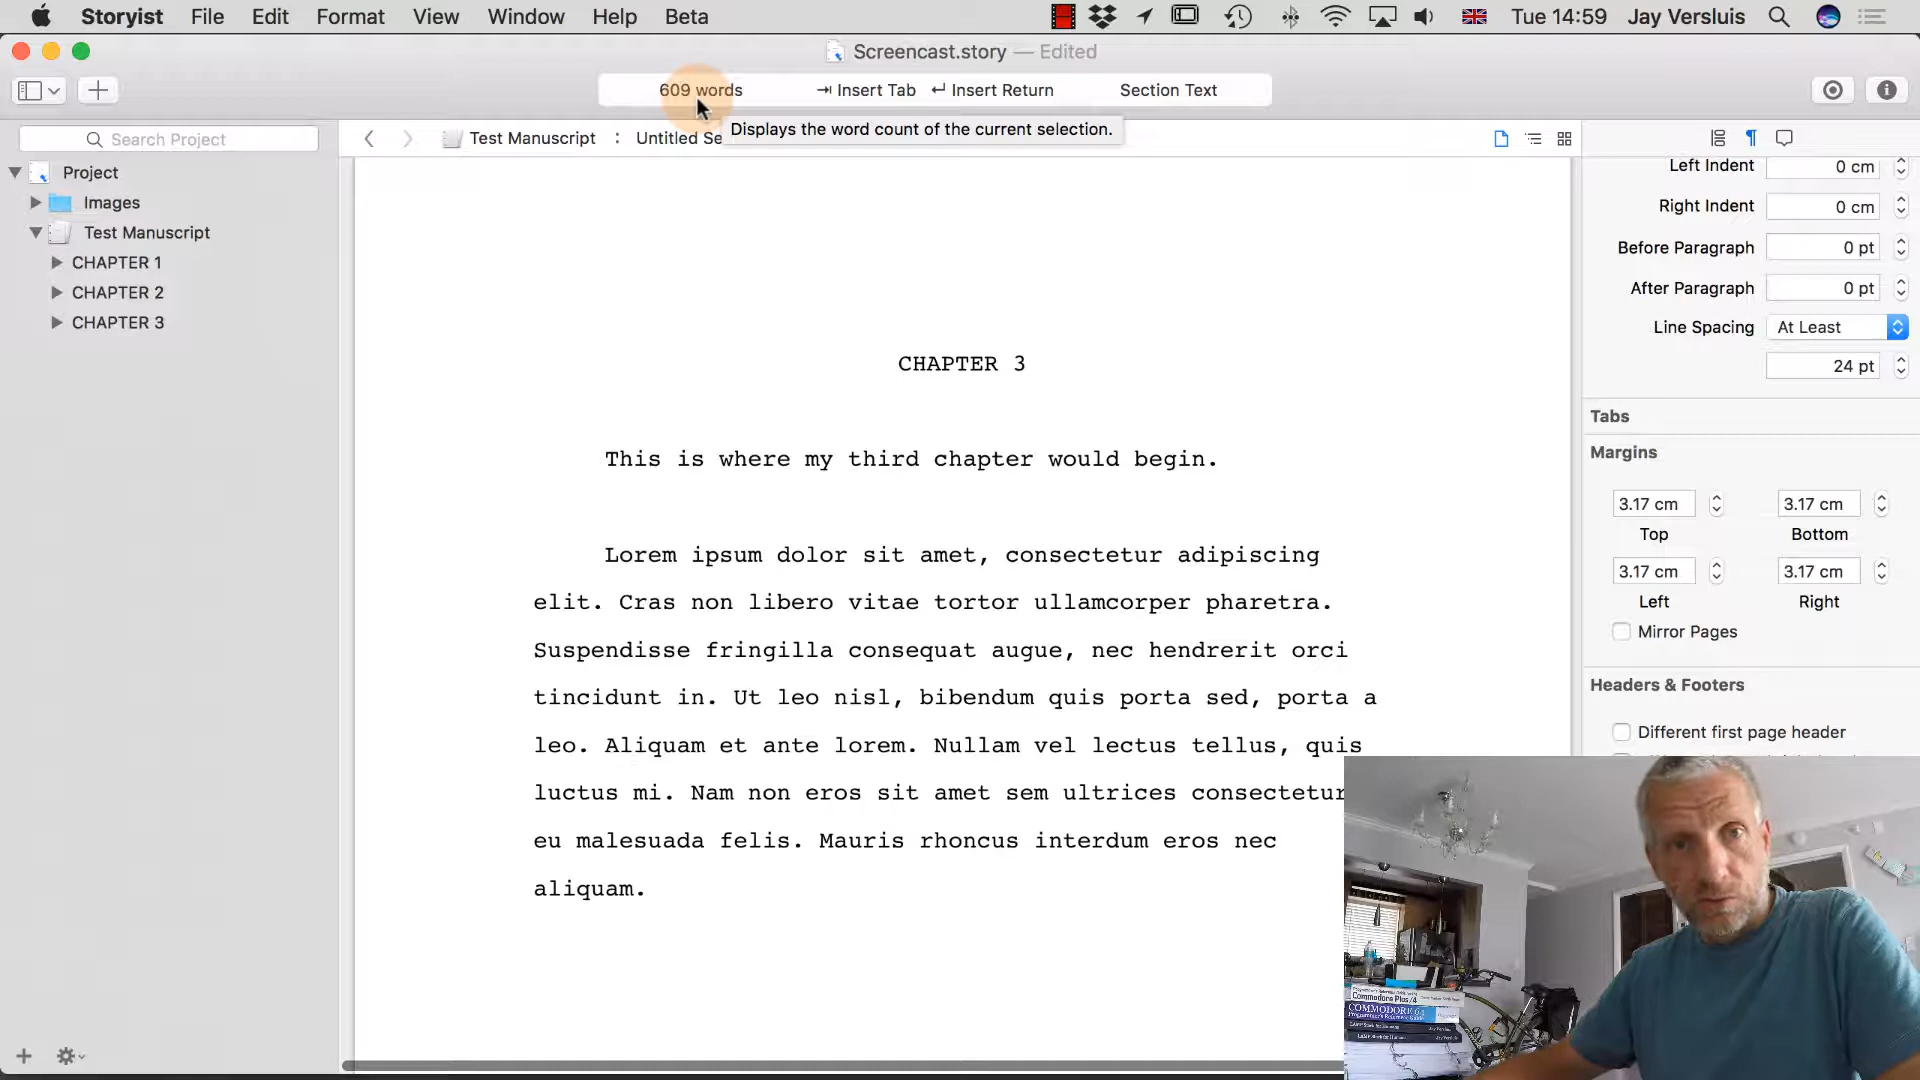 Storyist File Edit Format View Window Help Beta Tue 14:59 Jay Versluis
Screencast.story — Edited
609 words Insert Tab Insert Return Section Text
Displays the word count of the current selection.
Search Project
Test Manuscript : Untitled Se
Project
Images
Test Manuscript
CHAPTER 1
CHAPTER 2
CHAPTER 3
CHAPTER 3
This is where my third chapter would begin.
Lorem ipsum dolor sit amet, consectetur adipiscing
elit. Cras non libero vitae tortor ullamcorper pharetra.
Suspendisse fringilla consequat augue, nec hendrerit orci
tincidunt in. Ut leo nisl, bibendum quis porta sed, porta a
leo. Aliquam et ante lorem. Nullam vel lectus tellus, quis
luctus mi. Nam non eros sit amet sem ultrices consectetur
eu malesuada felis. Mauris rhoncus interdum eros nec
aliquam.
Left Indent 0 cm
Right Indent 0 cm
Before Paragraph 0 pt
After Paragraph 0 pt
Line Spacing At Least
24 pt
Tabs
Margins
3.17 cm 3.17 cm
Top Bottom
3.17 cm 3.17 cm
Left Right
Mirror Pages
Headers & Footers
Different first page header
Commodore Plus/4
COMMODORE 64